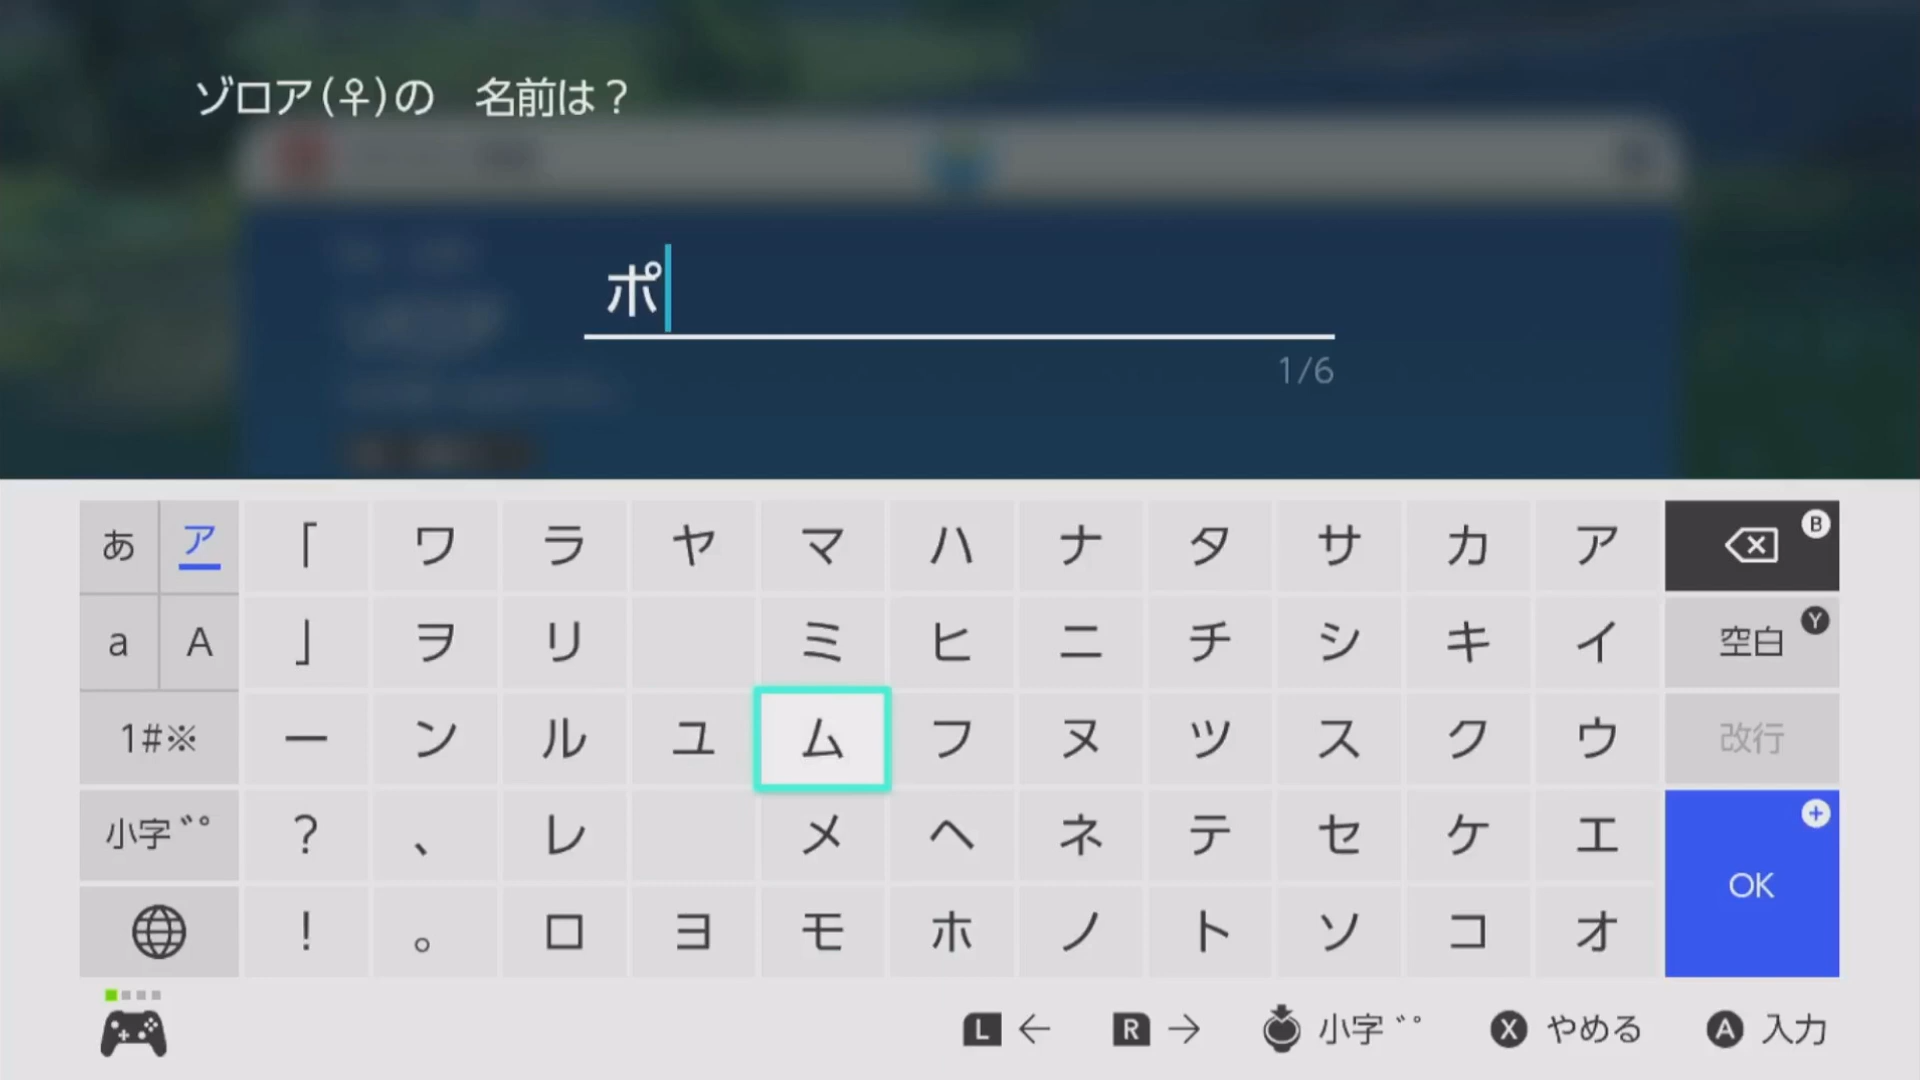 ゾロア(♀)の　名前は？
ポ
1/6
あ ア 「 ワ ラ ヤ マ ハ ナ タ サ カ ア B
a A 」 ヲ リ ミ ヒ ニ チ シ キ イ 空白 Y
1#※ ー ン ル ユ ム フ ヌ ツ ス ク ウ 改行
小字 ゛゜ ？ 、 レ メ ヘ ネ テ セ ケ エ +
！ 。 ロ ヨ モ ホ ノ ト ソ コ オ OK
L ← R → 小字 ゛゜ X やめる A 入力